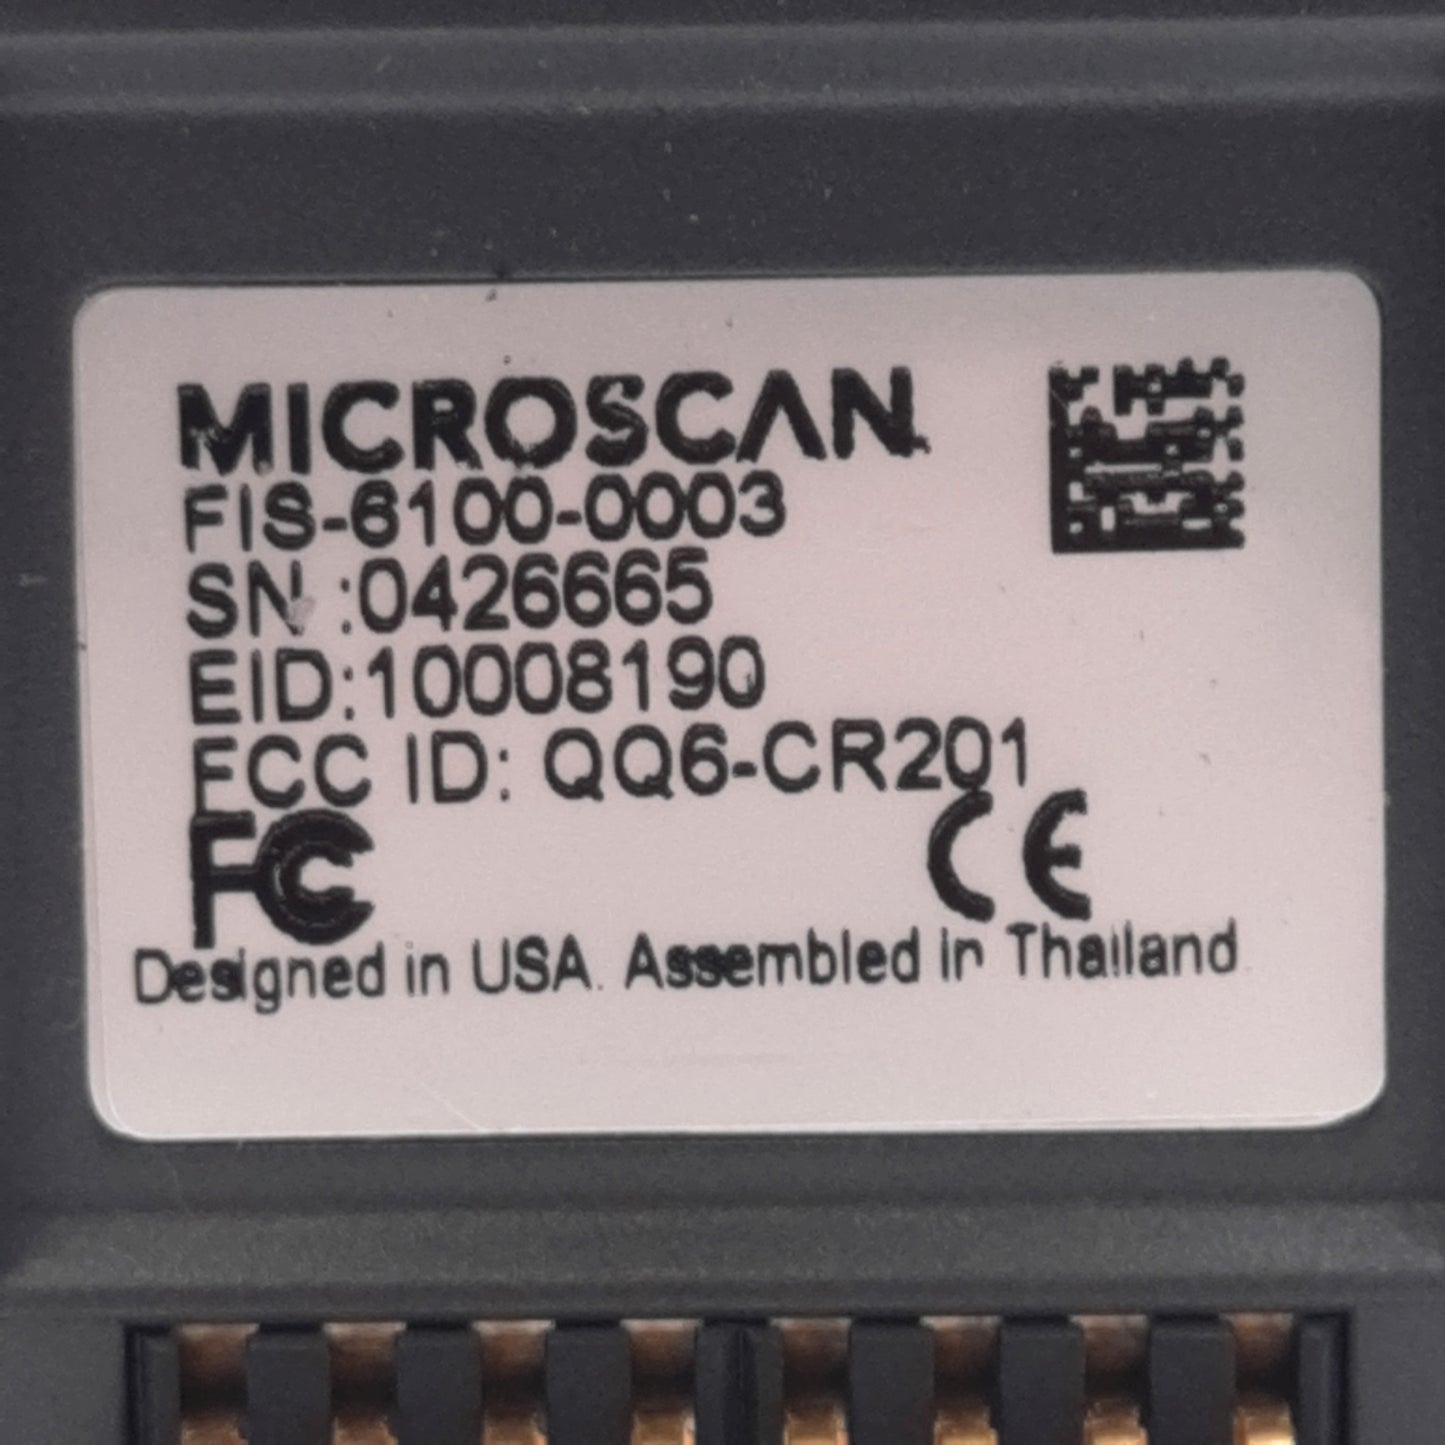 MICROSCAN
FIS-6100-0003
SN :0426665
EID:10008190
FCC ID: QQ6-CR201
FC CE
Designed in USA. Assembled in Thailand